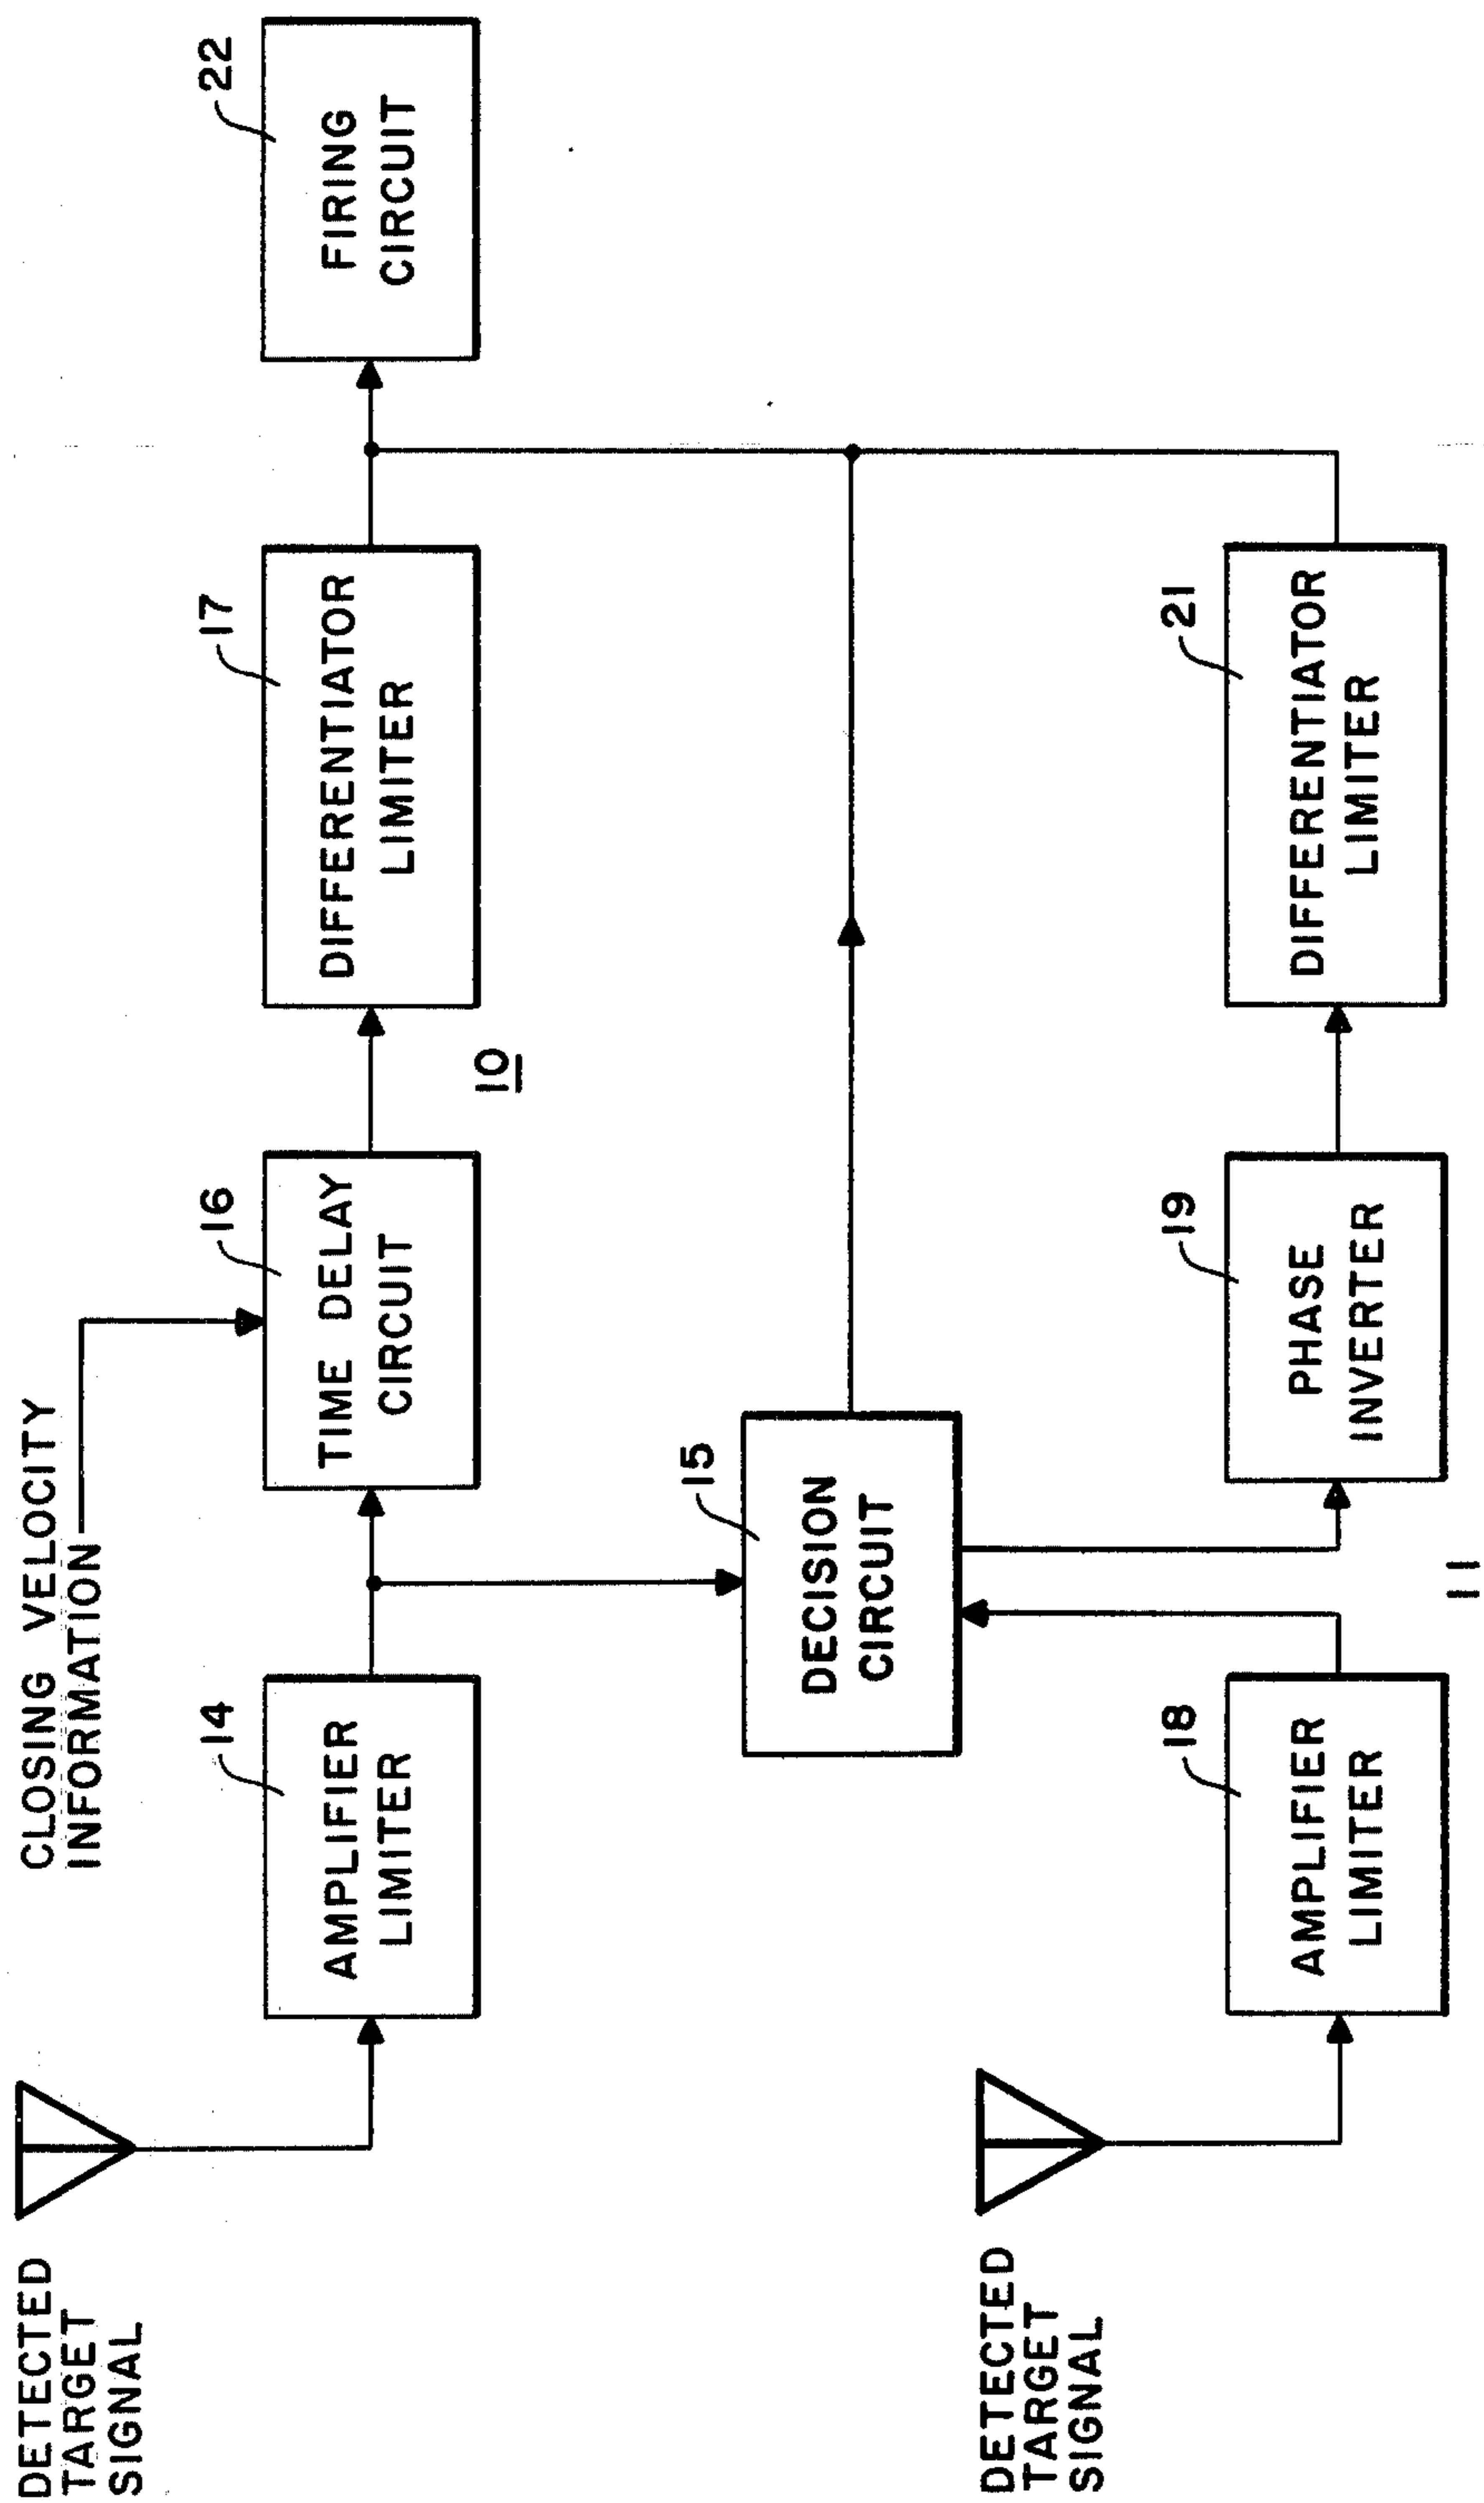 CLOSING VELOCITY
INFORMATION
DETECTED
TARGET
SIGNAL
14
AMPLIFIER
LIMITER
16
TIME DELAY
CIRCUIT
17
DIFFERENTIATOR
LIMITER
22
FIRING
CIRCUIT
10
15
DECISION
CIRCUIT
DETECTED
TARGET
SIGNAL
18
AMPLIFIER
LIMITER
19
PHASE
INVERTER
21
DIFFERENTIATOR
LIMITER
11